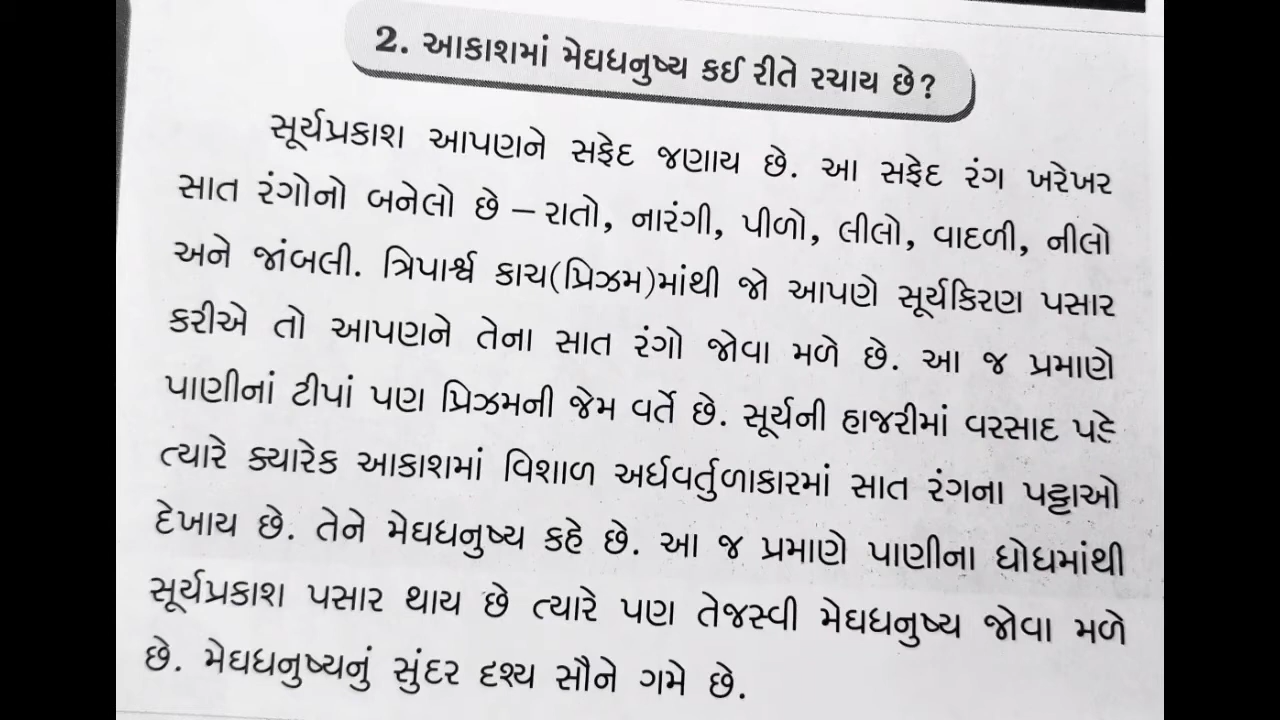 2. આકાશમાં મેઘધનુષ્ય કઈ રીતે રચાય છે?
સૂર્યપ્રકાશ આપણને સફેદ જણાય છે. આ સફેદ રંગ ખરેખર
સાત રંગોનો બનેલો છે – રાતો, નારંગી, પીળો, લીલો, વાદળી, નીલો
અને જાંબલી. ત્રિપાર્શ્વ કાચ(પ્રિઝમ)માંથી જો આપણે સૂર્યકિરણ પસાર
કરીએ તો આપણને તેના સાત રંગો જોવા મળે છે. આ જ પ્રમાણે
પાણીનાં ટીપાં પણ પ્રિઝમની જેમ વર્તે છે. સૂર્યની હાજરીમાં વરસાદ પડે
ત્યારે ક્યારેક આકાશમાં વિશાળ અર્ધવર્તુળાકારમાં સાત રંગના પટ્ટાઓ
દેખાય છે. તેને મેઘધનુષ્ય કહે છે. આ જ પ્રમાણે પાણીના ધોધમાંથી
સૂર્યપ્રકાશ પસાર થાય છે ત્યારે પણ તેજસ્વી મેઘધનુષ્ય જોવા મળે
છે. મેઘધનુષ્યનું સુંદર દૃશ્ય સૌને ગમે છે.